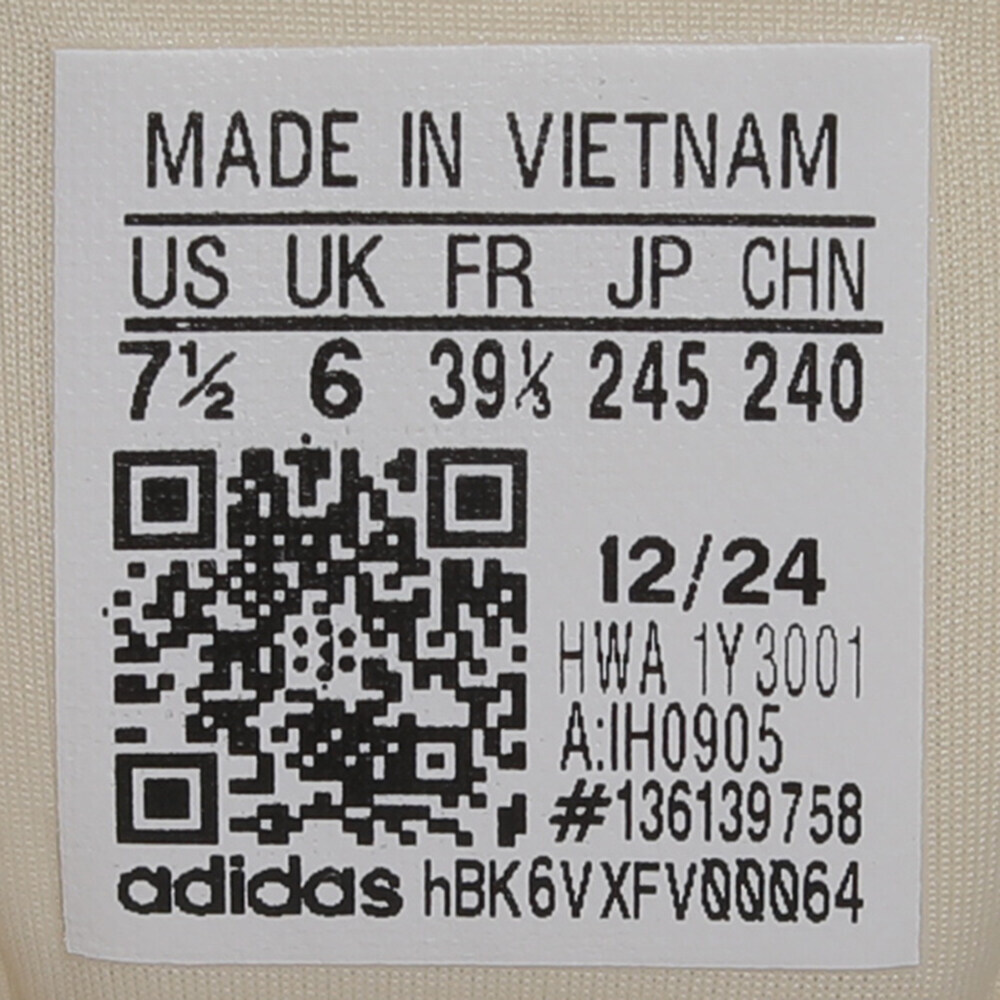 MADE IN VIETNAM
US UK FR JP CHN
7½ 6 39⅓ 245 240
12/24
HWA 1Y3001
A:IH0905
#136139758
adidas hBK6VXFV00064